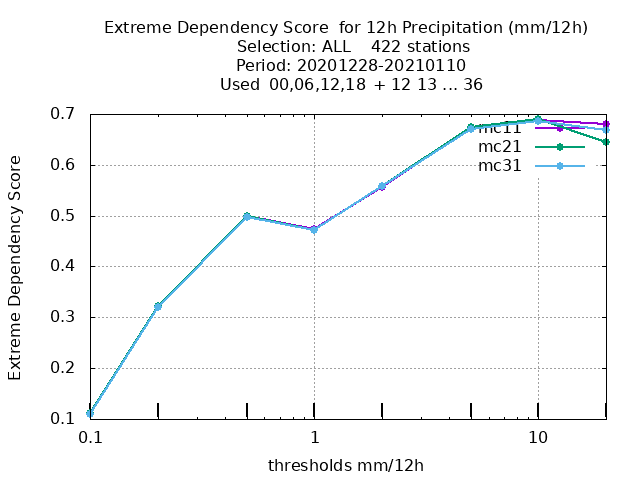 Extreme Dependency Score  for 12h Precipitation (mm/12h)
Selection: ALL    422 stations
Period: 20201228-20210110
Used  00,06,12,18  + 12 13 ... 36
0.7
0.6
0.5
0.4
0.3
0.2
0.1
Extreme Dependency Score
mc11
mc21
mc31
0.1
1
10
thresholds mm/12h